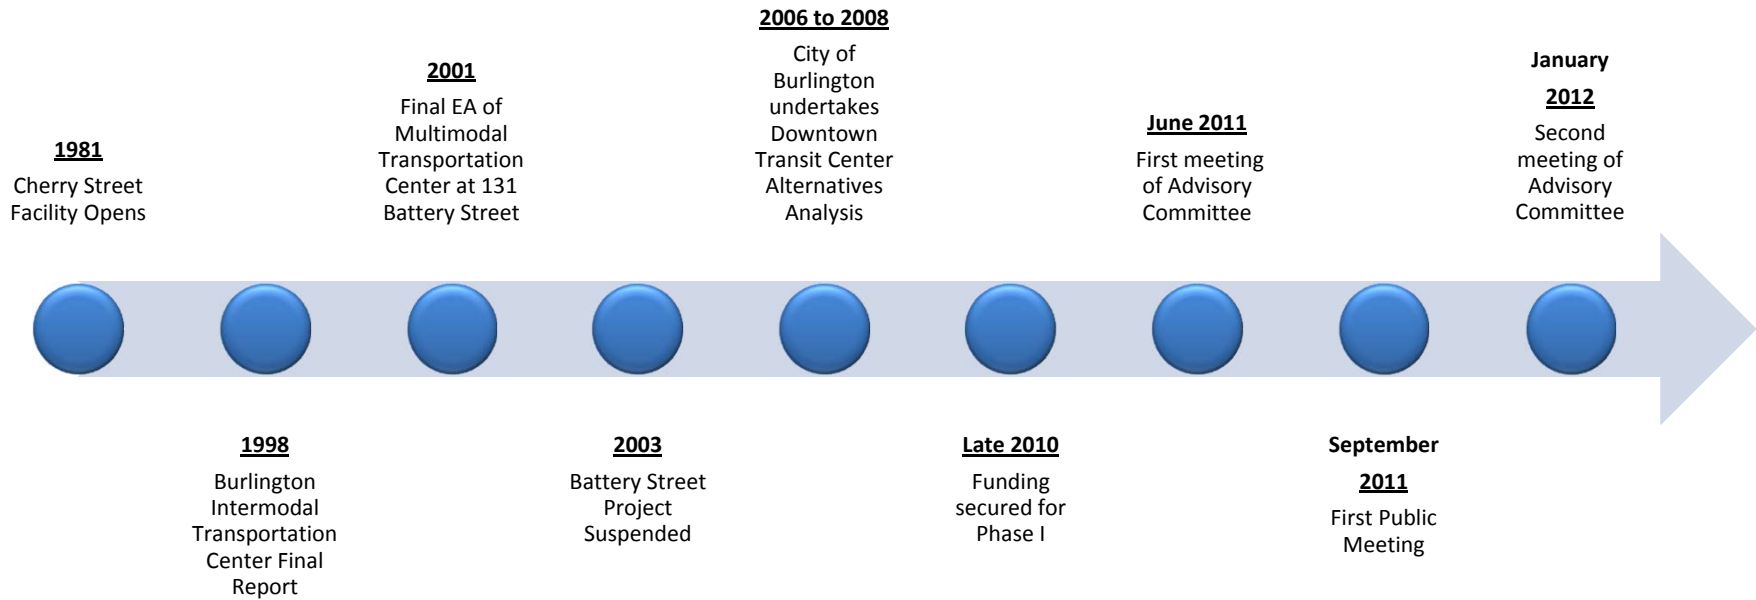 1981
Cherry Street
Facility Opens
1998
Burlington
Intermodal
Transportation
Center Final
Report
2001
Final EA of
Multimodal
Transportation
Center at 131
Battery Street
2003
Battery Street
Project
Suspended
2006 to 2008
City of
Burlington
undertakes
Downtown
Transit Center
Alternatives
Analysis
Late 2010
Funding
secured for
Phase I
June 2011
First meeting
of Advisory
Committee
September
2011
First Public
Meeting
January
2012
Second
meeting of
Advisory
Committee